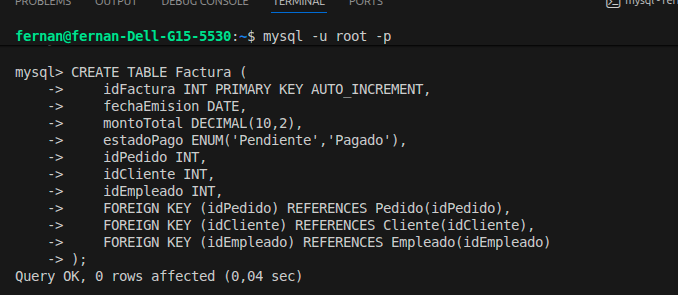 PROBLEMS OUTPUT DEBUG CONSOLE TERMINAL PORTS mysql
fernan@fernan-Dell-G15-5530:~$ mysql -u root -p
mysql> CREATE TABLE Factura (
    ->     idFactura INT PRIMARY KEY AUTO_INCREMENT,
    ->     fechaEmision DATE,
    ->     montoTotal DECIMAL(10,2),
    ->     estadoPago ENUM('Pendiente','Pagado'),
    ->     idPedido INT,
    ->     idCliente INT,
    ->     idEmpleado INT,
    ->     FOREIGN KEY (idPedido) REFERENCES Pedido(idPedido),
    ->     FOREIGN KEY (idCliente) REFERENCES Cliente(idCliente),
    ->     FOREIGN KEY (idEmpleado) REFERENCES Empleado(idEmpleado)
    -> );
Query OK, 0 rows affected (0,04 sec)